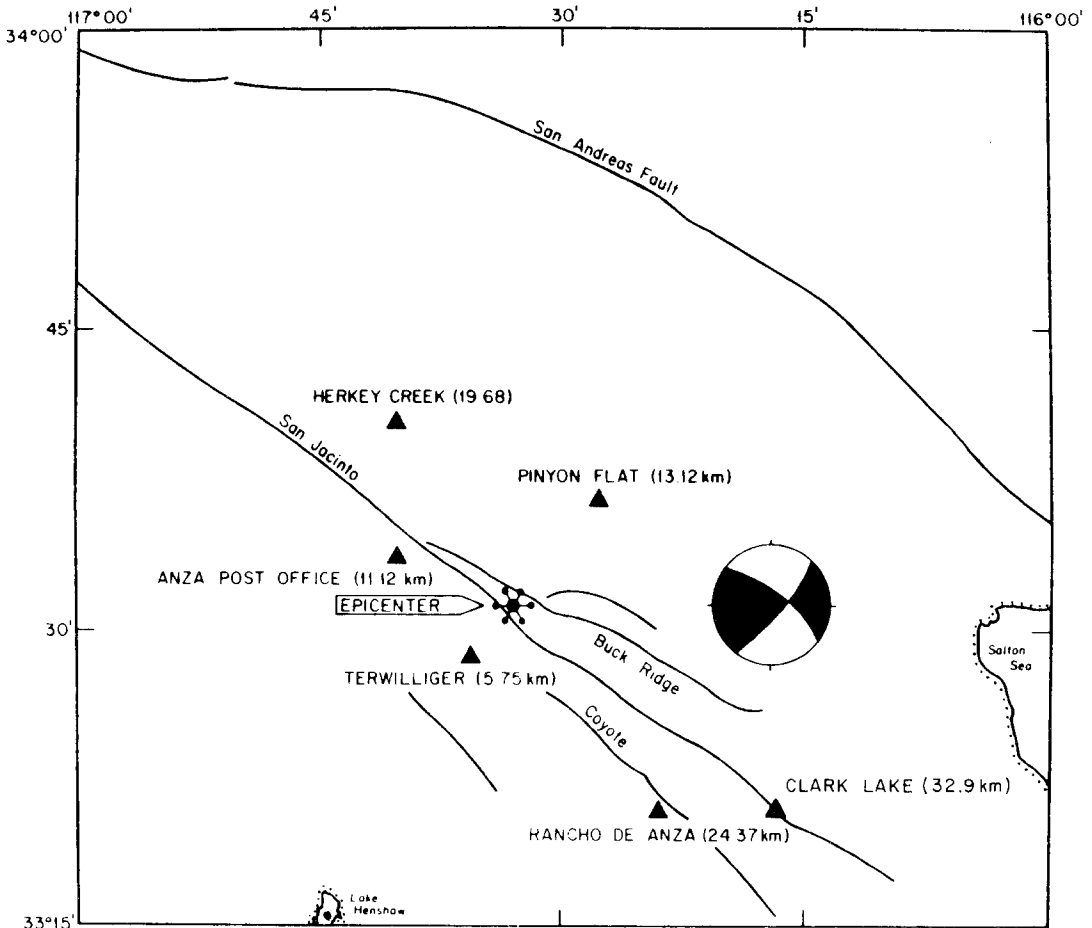 117°00'
45'
30'
15'
116°00'
34°00'
San Andreas Fault
45'
HERKEY CREEK (19 68)
San Jacinto
PINYON FLAT (13.12 km)
ANZA POST OFFICE (11 12 km)
EPICENTER
30'
Buck Ridge
Salton
Sea
TERWILLIGER (5 75 km)
Coyote
CLARK LAKE (32.9 km)
RANCHO DE ANZA (24 37 km)
Lake
Henshaw
33°15'